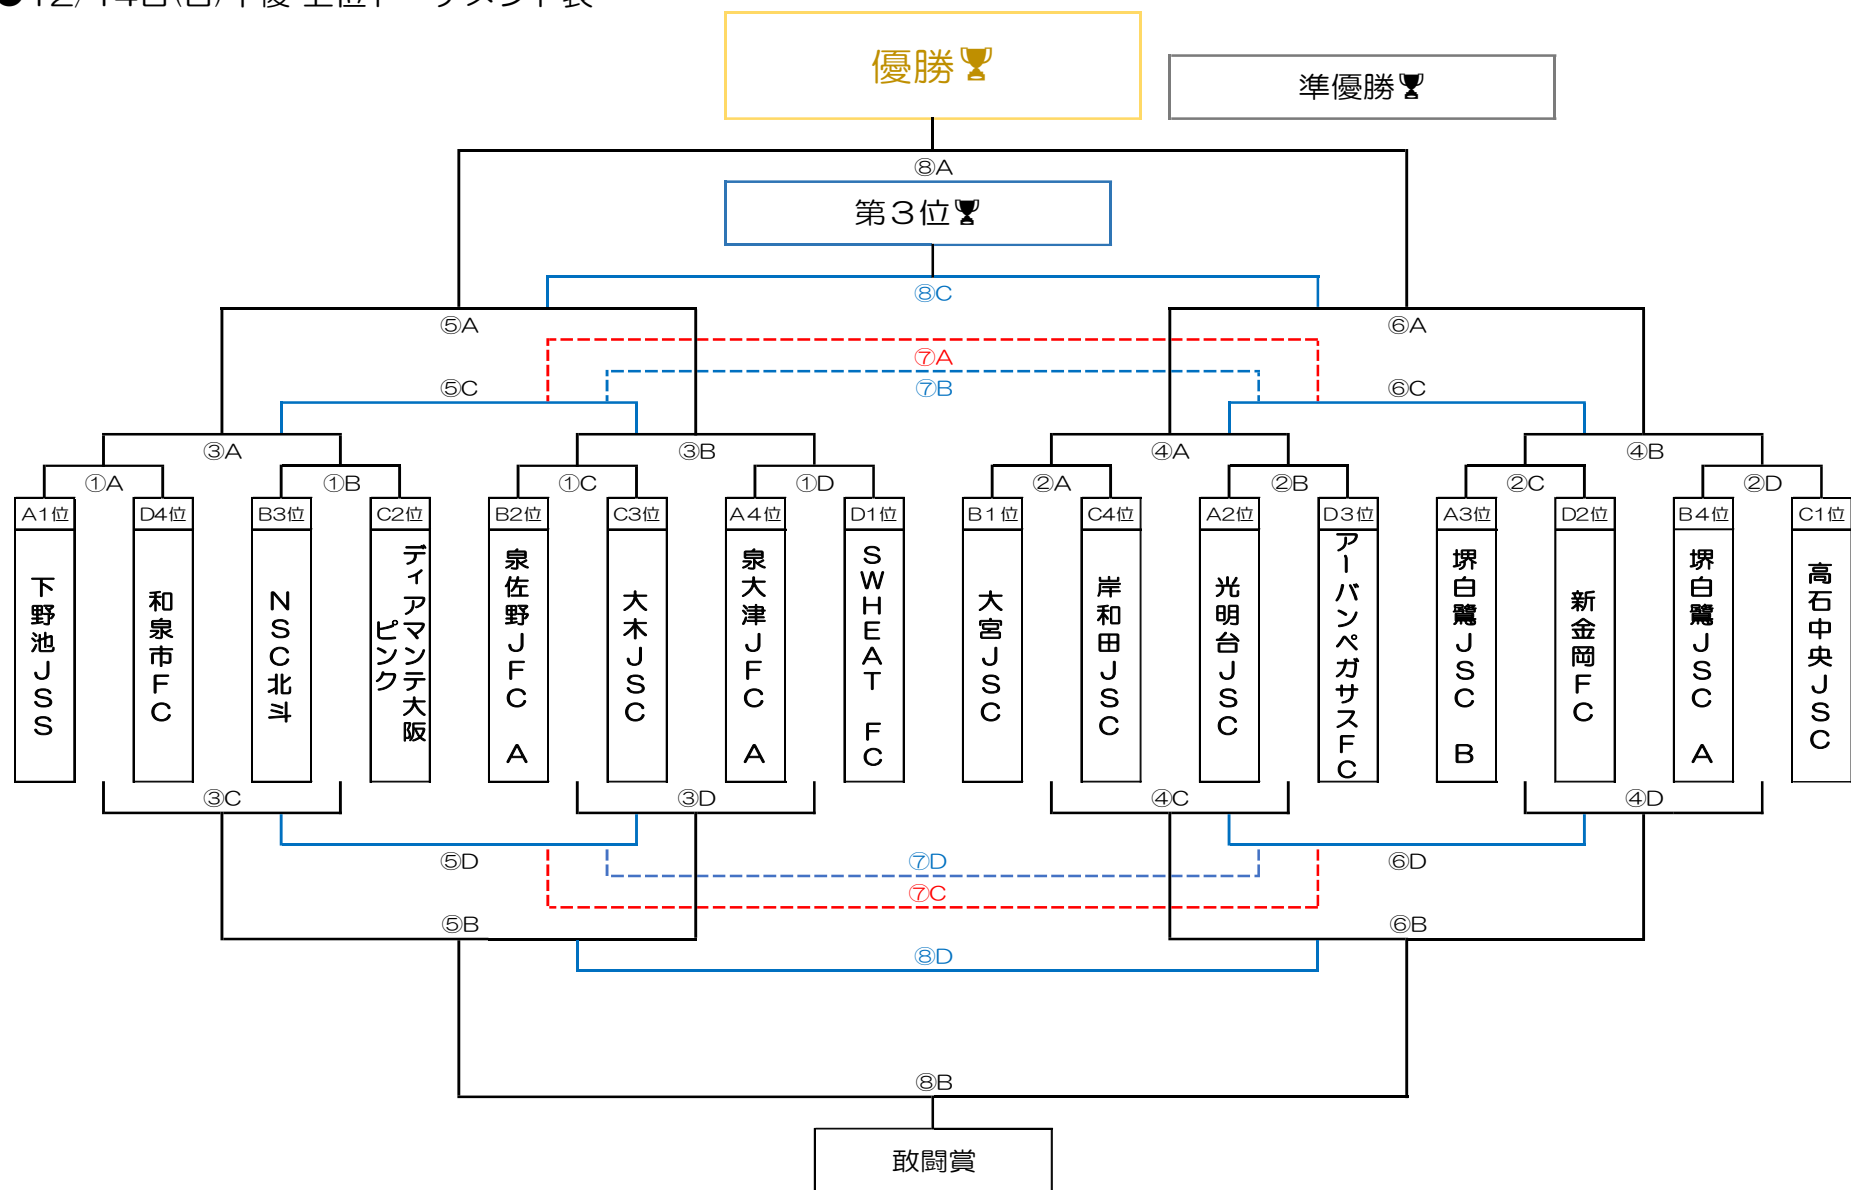 優勝🏆
準優勝🏆
⑧A
第３位🏆
⑧C
⑤A
⑥A
⑦A
⑤C
⑦B
⑥C
③A
③B
④A
④B
①A
①B
①C
①D
②A
②B
②C
②D
A1位
D4位
B3位
C2位
B2位
C3位
A4位
D1位
B1位
C4位
A2位
D3位
A3位
D2位
B4位
C1位
下野池JSS
和泉市FC
NSC北斗
ディアマンテ大阪
ピンク
泉佐野JFC A
大木JSC
泉大津JFC A
SWHEAT FC
大宮JSC
岸和田JSC
光明台JSC
アーバンペガサスFC
堺白鷺JSC B
新金岡FC
堺白鷺JSC A
高石中央JSC
③C
③D
④C
④D
⑤D
⑦D
⑥D
⑦C
⑤B
⑥B
⑧D
⑧B
敢闘賞